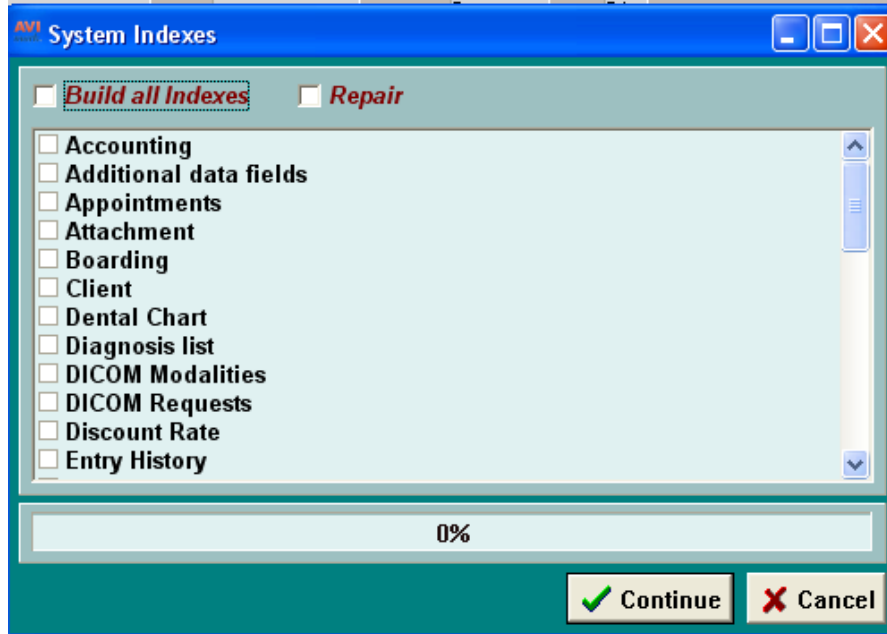 AVI System Indexes
Build all Indexes Repair
Accounting
Additional data fields
Appointments
Attachment
Boarding
Client
Dental Chart
Diagnosis list
DICOM Modalities
DICOM Requests
Discount Rate
Entry History
0%
Continue Cancel